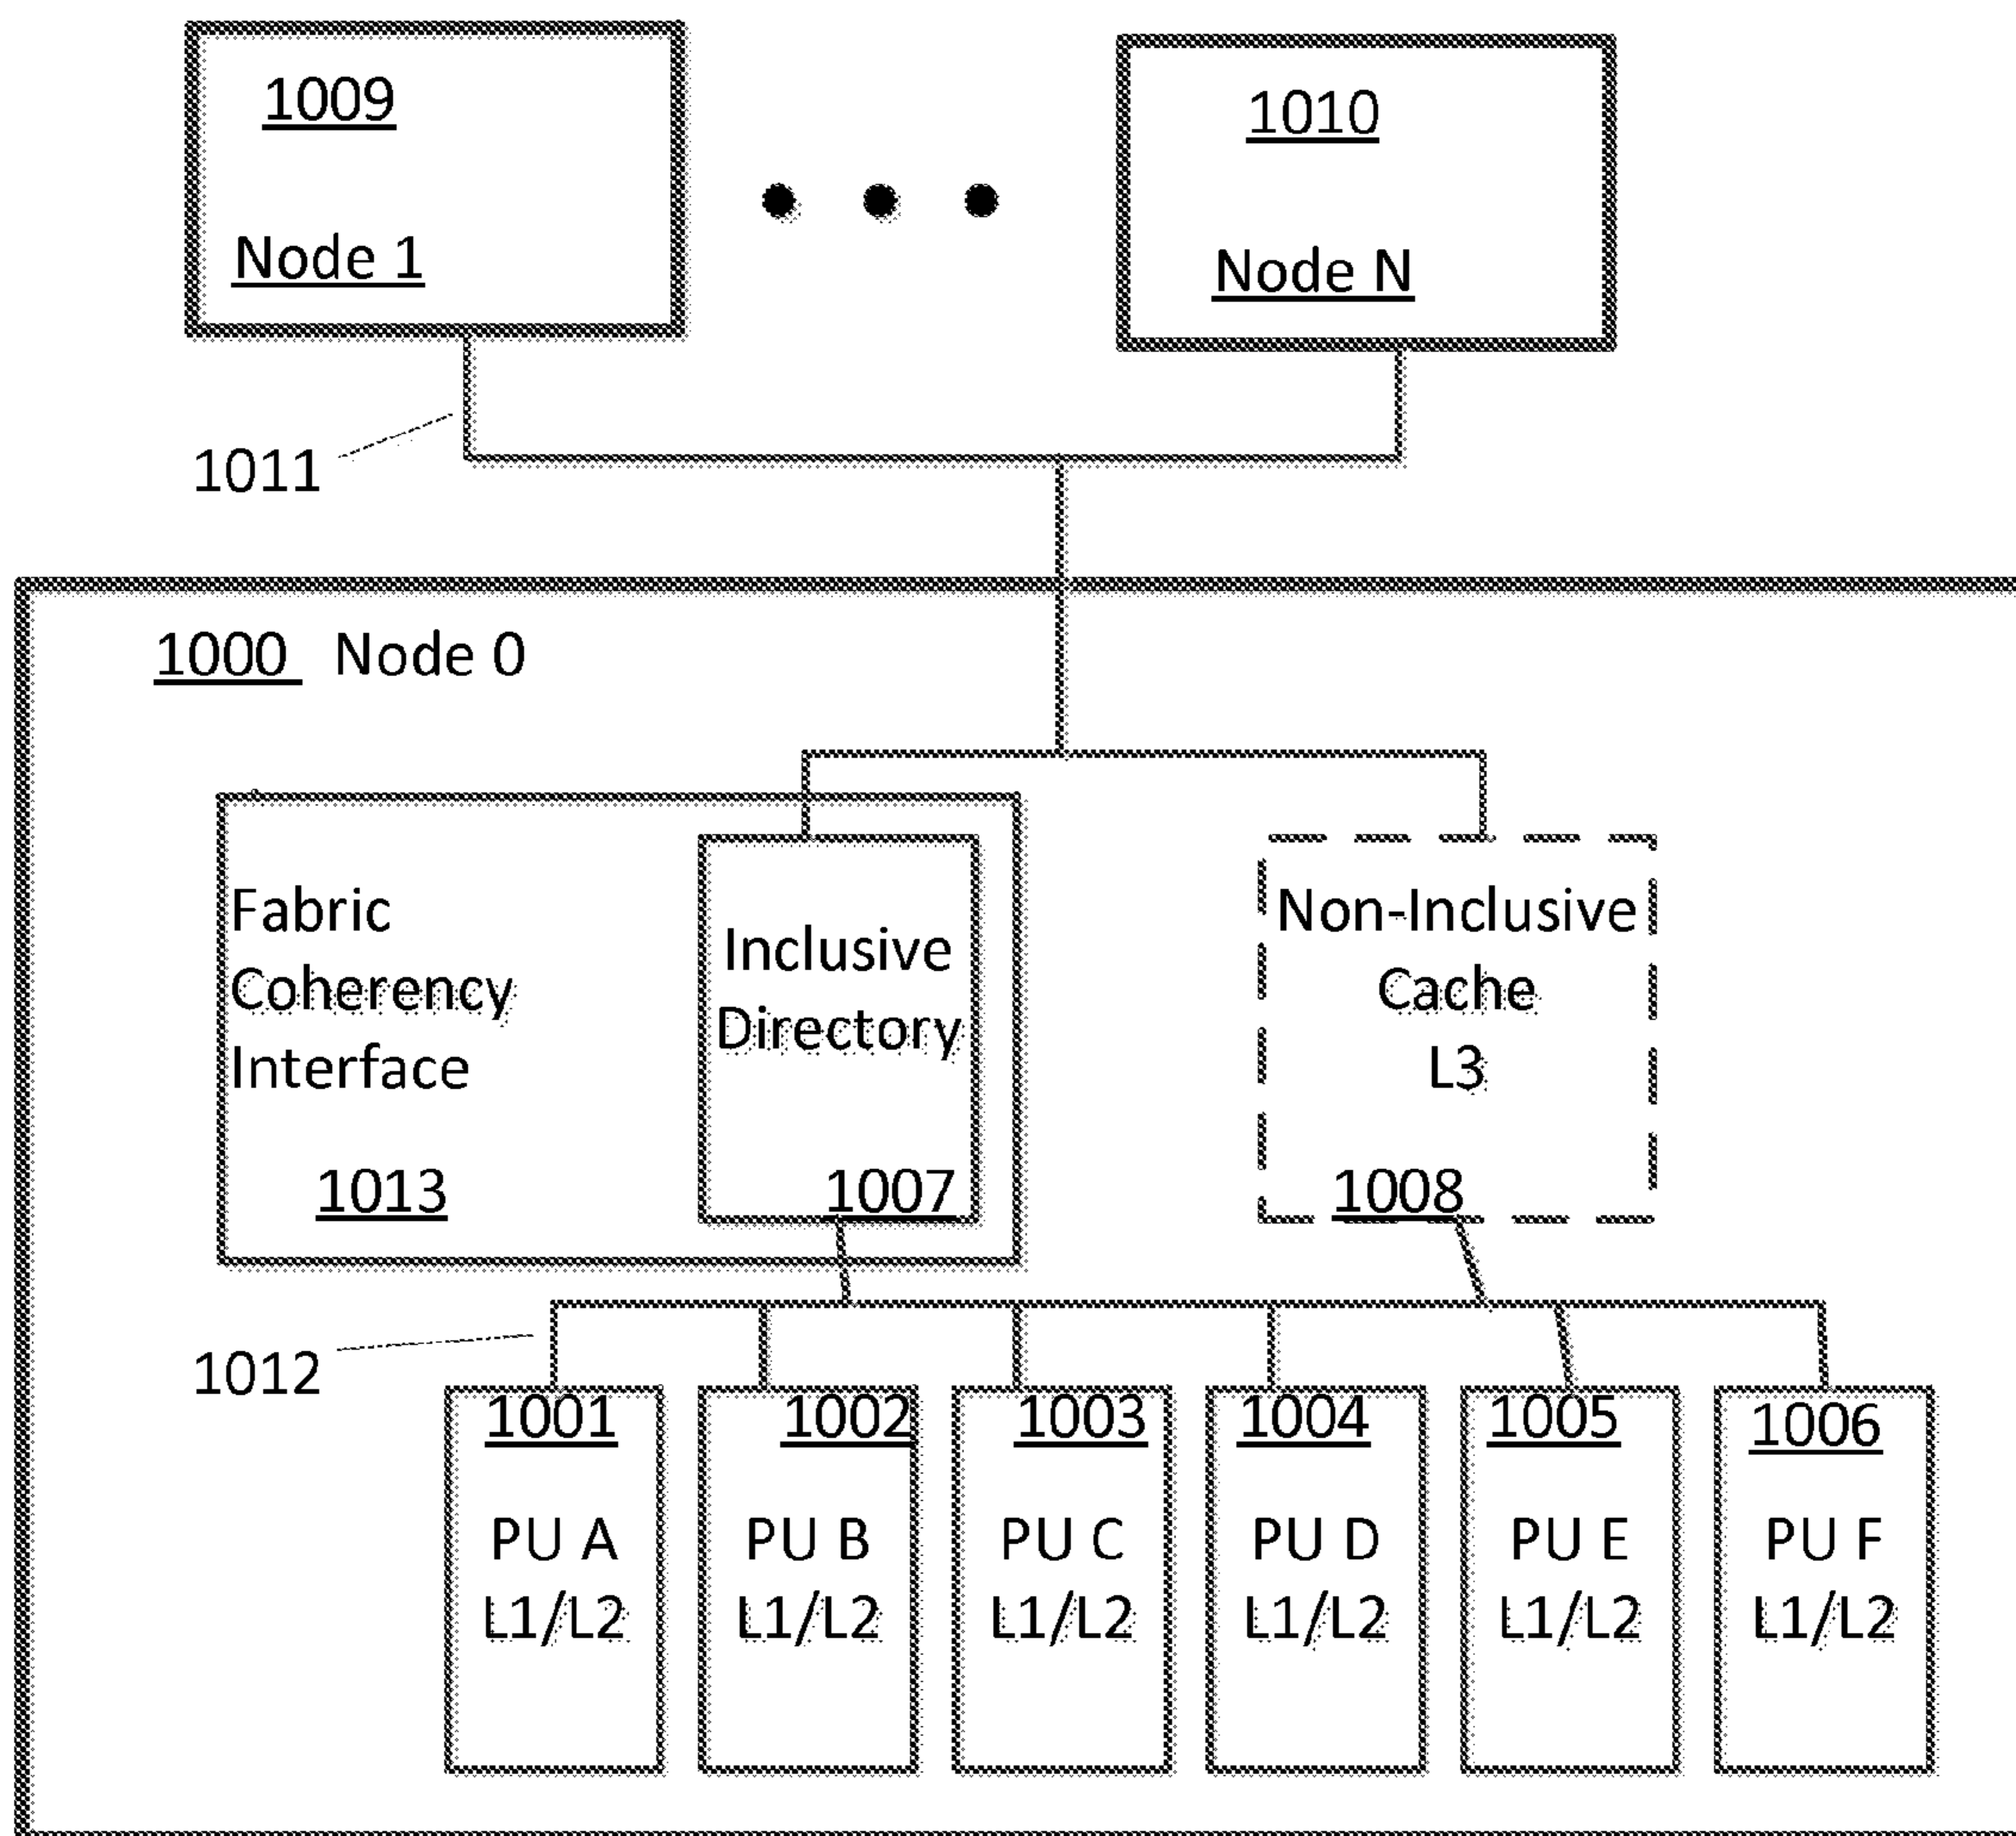 1009
Node 1
1010
Node N
1011
1000 Node 0
Fabric
Coherency
Interface
1013
Inclusive
Directory
1007
Non-Inclusive
Cache
L3
1008
1012
1001
PU A
L1/L2
1002
PU B
L1/L2
1003
PU C
L1/L2
1004
PU D
L1/L2
1005
PU E
L1/L2
1006
PU F
L1/L2